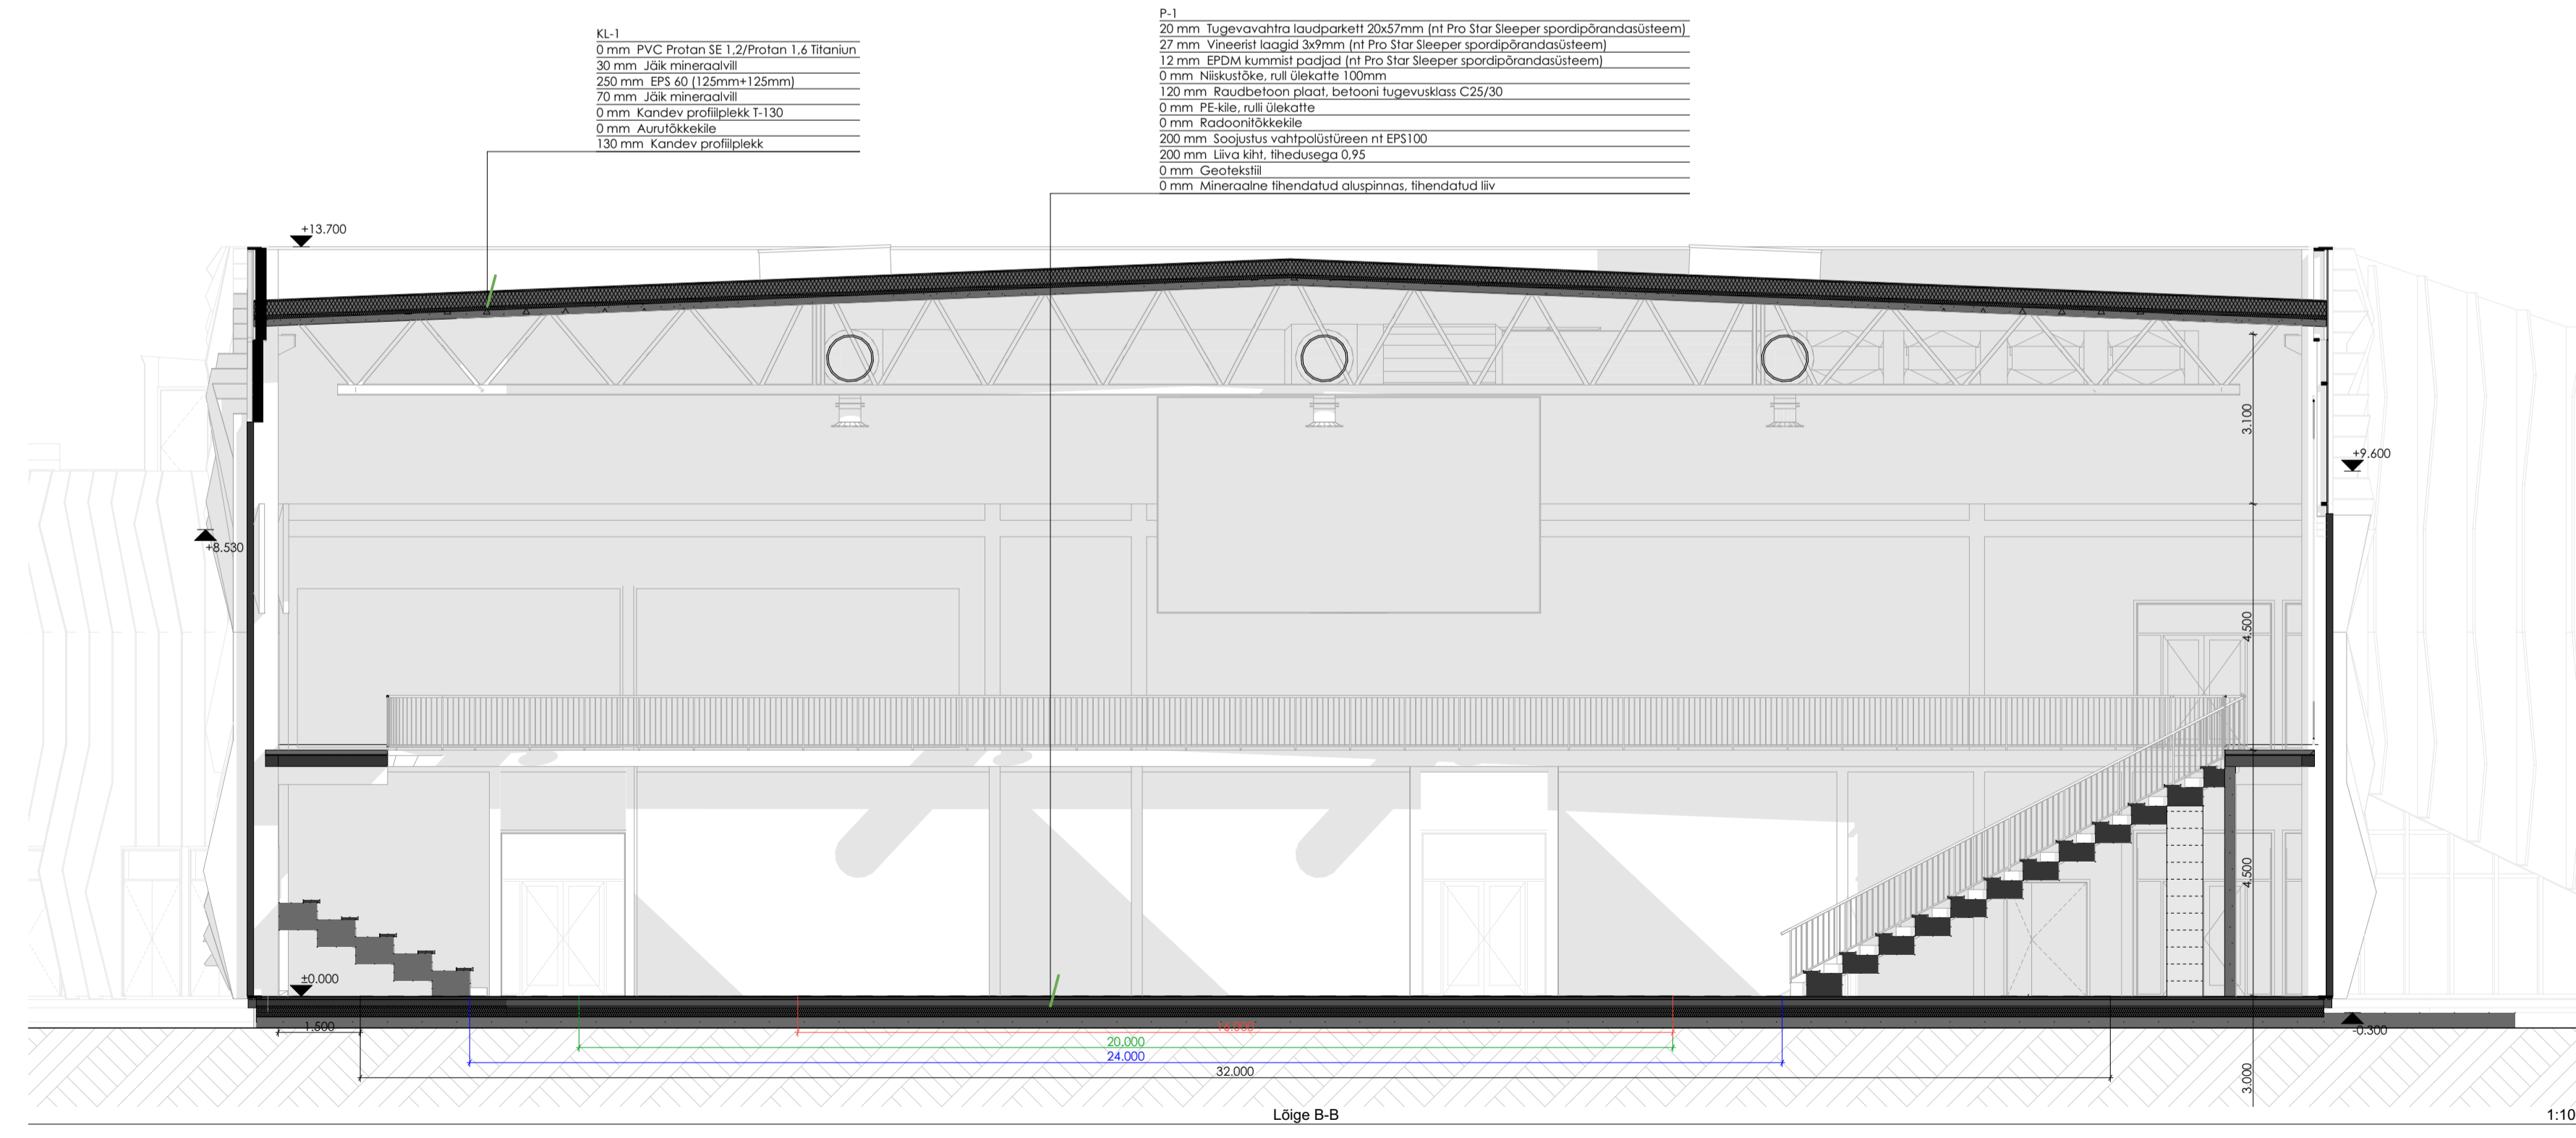 P-1
20 mm Tugevavahtra laudparkett 20x57mm (nt Pro Star Sleeper spordipõrandasüsteem)
27 mm Vineerist laagid 3x9mm (nt Pro Star Sleeper spordipõrandasüsteem)
12 mm EPDM kummist padjad (nt Pro Star Sleeper spordipõrandasüsteem)
0 mm Niiskustõke, rull ülekatte 100mm
120 mm Raudbetoon plaat, betooni tugevusklass C25/30
0 mm PE-kile, rulli ülekatte
0 mm Radoonitõkkekile
200 mm Soojustus vahtpolüstüreen nt EPS100
200 mm Liiva kiht, tihedusega 0,95
0 mm Geotekstiil
0 mm Mineraalne tihendatud aluspinnas, tihendatud liiv
KL-1
0 mm PVC Protan SE 1,2/Protan 1,6 Titaniun
30 mm Jäik mineraalvill
250 mm EPS 60 (125mm+125mm)
70 mm Jäik mineraalvill
0 mm Kandev profiilplekk T-130
0 mm Aurutõkkekile
130 mm Kandev profiilplekk
+13.700
3.100
+9.600
+8.530
4.500
4.500
±0.000
1.500
16.000
-0.300
20.000
24.000
32.000
3.000
Lõige B-B
1:10